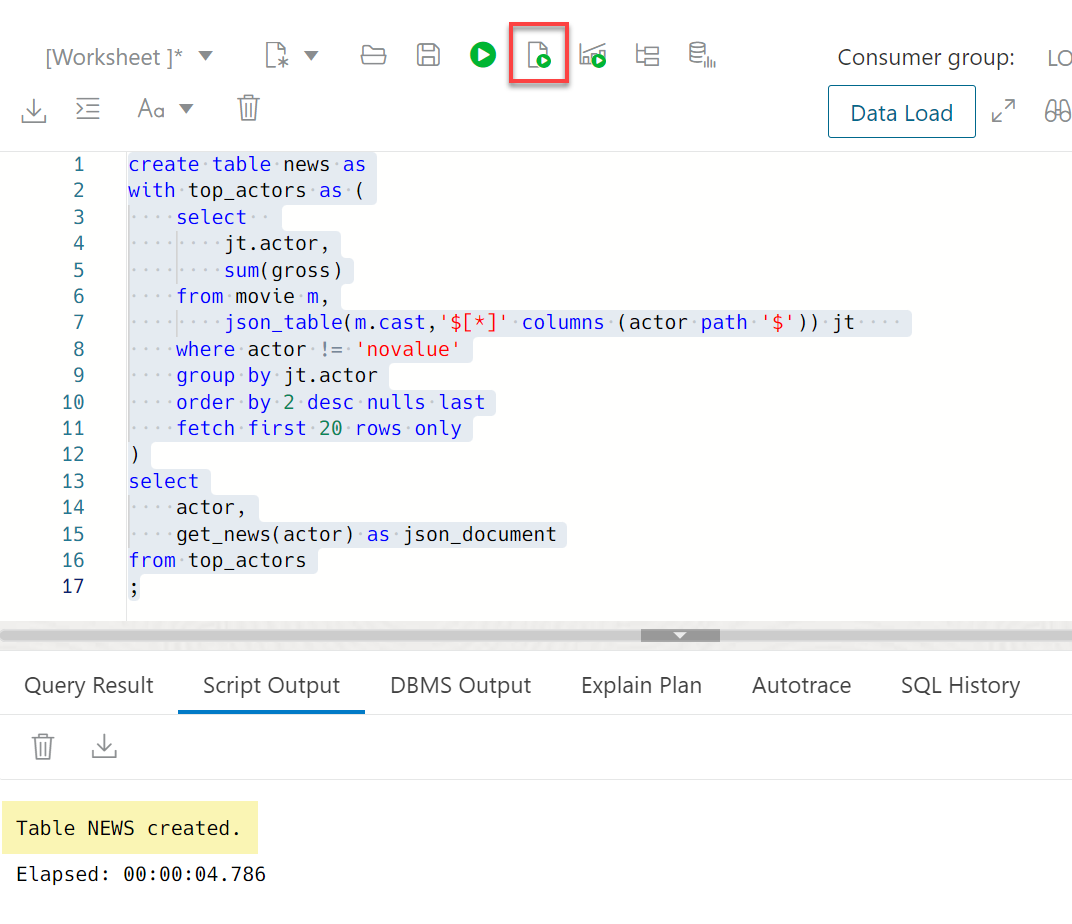 [Worksheet ]*
Consumer group: LO
Aa
Data Load
1 create table news as
2 with top_actors as (
3     select
4         jt.actor,
5         sum(gross)
6     from movie m,
7         json_table(m.cast,'$[*]' columns (actor path '$')) jt
8     where actor != 'novalue'
9     group by jt.actor
10     order by 2 desc nulls last
11     fetch first 20 rows only
12 )
13 select
14     actor,
15     get_news(actor) as json_document
16 from top_actors
17 ;
Query Result Script Output DBMS Output Explain Plan Autotrace SQL History
Table NEWS created.
Elapsed: 00:00:04.786